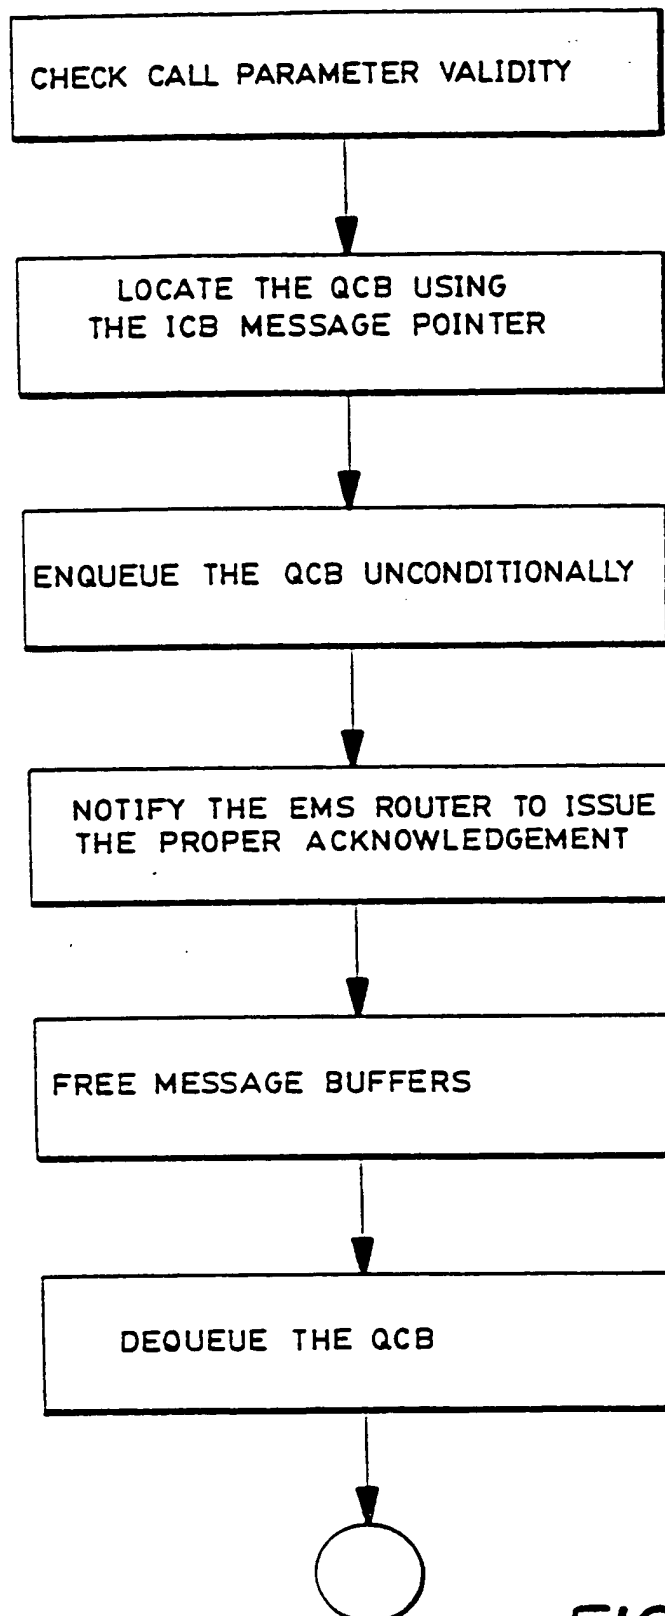 CHECK CALL PARAMETER VALIDITY
LOCATE THE QCB USING
THE ICB MESSAGE POINTER
ENQUEUE THE QCB UNCONDITIONALLY
NOTIFY THE EMS ROUTER TO ISSUE
THE PROPER ACKNOWLEDGEMENT
FREE MESSAGE BUFFERS
DEQUEUE THE QCB